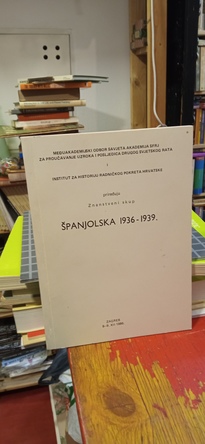 MEĐUAKADEMIJSKI ODBOR SAVJETA AKADEMIJA SFRJ
ZA PROUČAVANJE UZROKA I POSLJEDICA DRUGOG SVJETSKOG RATA
i
INSTITUT ZA HISTORIJU RADNIČKOG POKRETA HRVATSKE
priređuju
Znanstveni skup
ŠPANJOLSKA 1936-1939.
ZAGREB